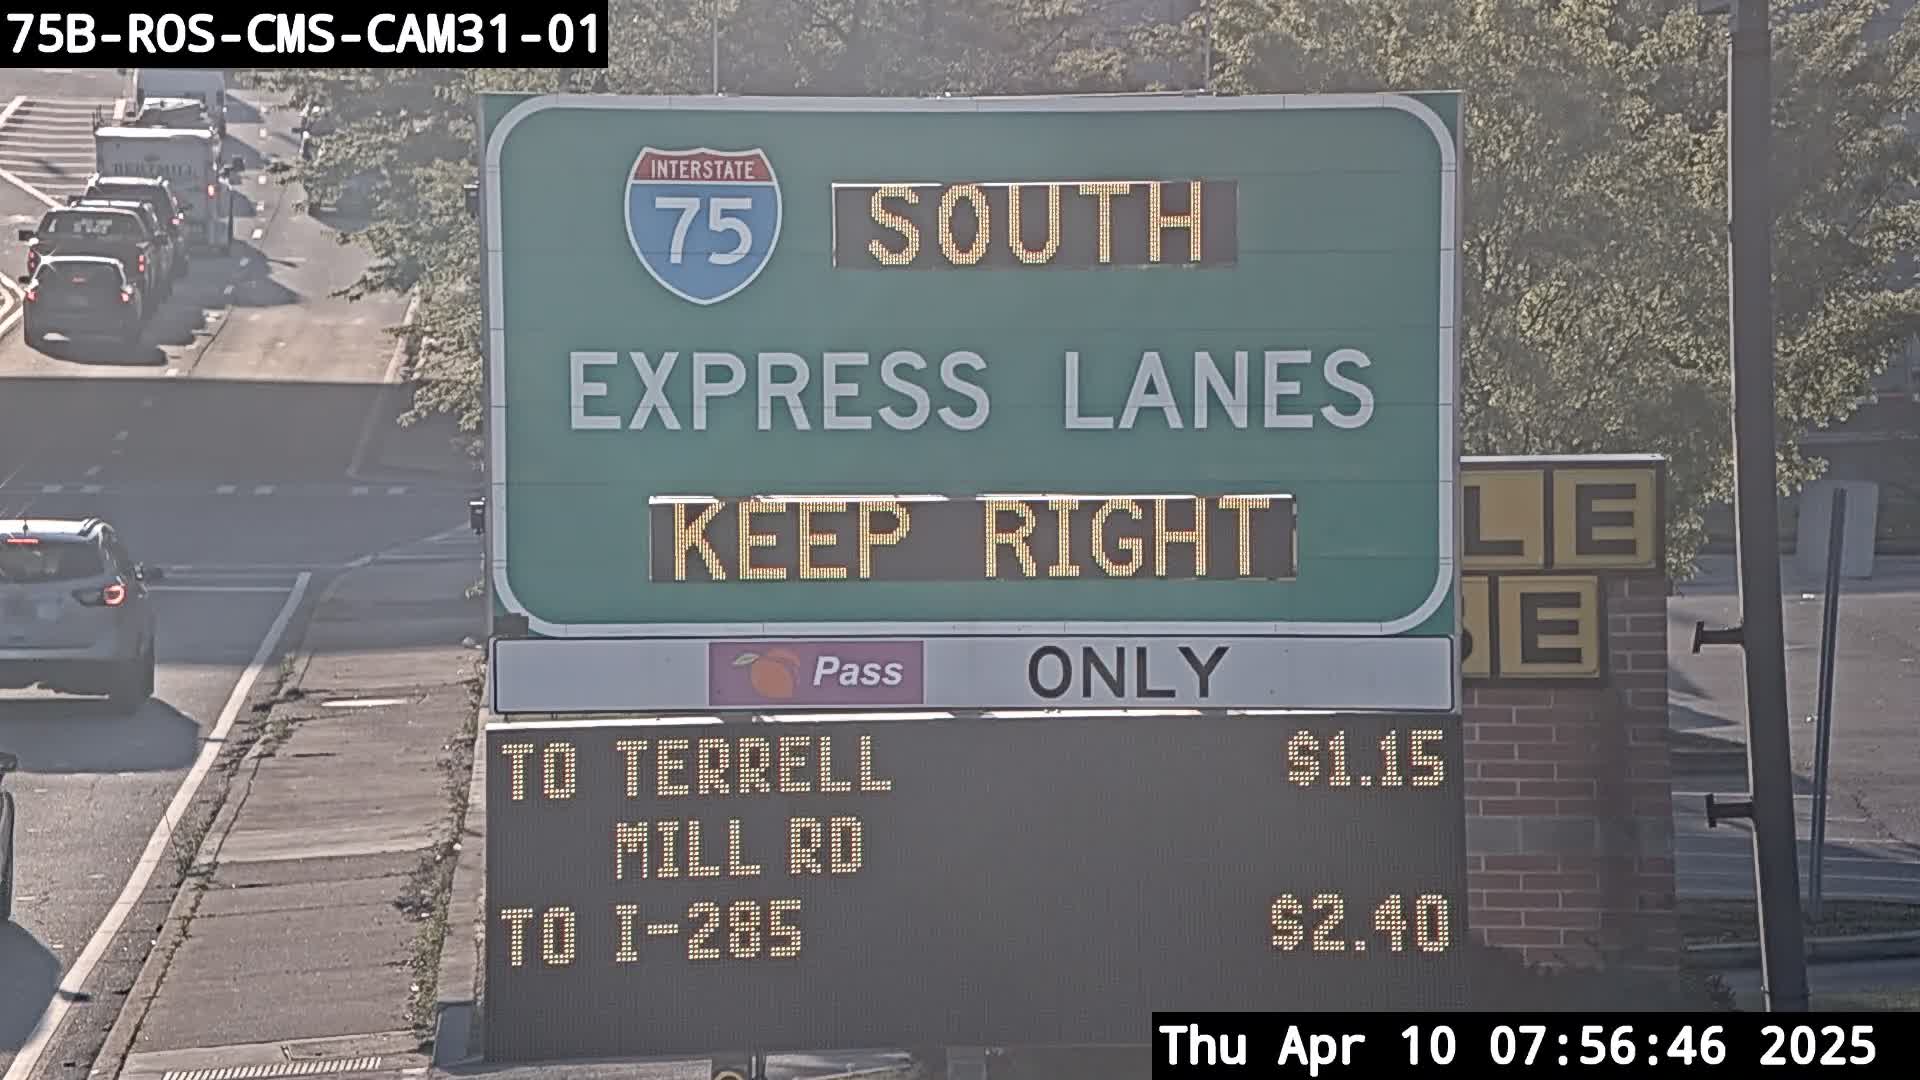 75B-ROS-CMS-CAM31-01
INTERSTATE
75
SOUTH
EXPRESS LANES
KEEP RIGHT
Pass ONLY
TO TERRELL $1.15
MILL RD
TO I-285 $2.40
LE
E
Thu Apr 10 07:56:46 2025